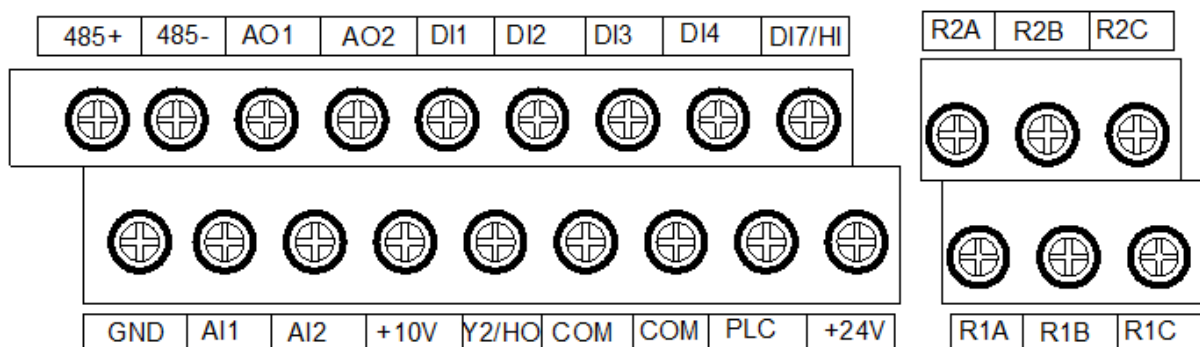 485+ 485- AO1 AO2 DI1 DI2 DI3 DI4 DI7/HI
R2A R2B R2C
GND AI1 AI2 +10V Y2/HO COM COM PLC +24V
R1A R1B R1C